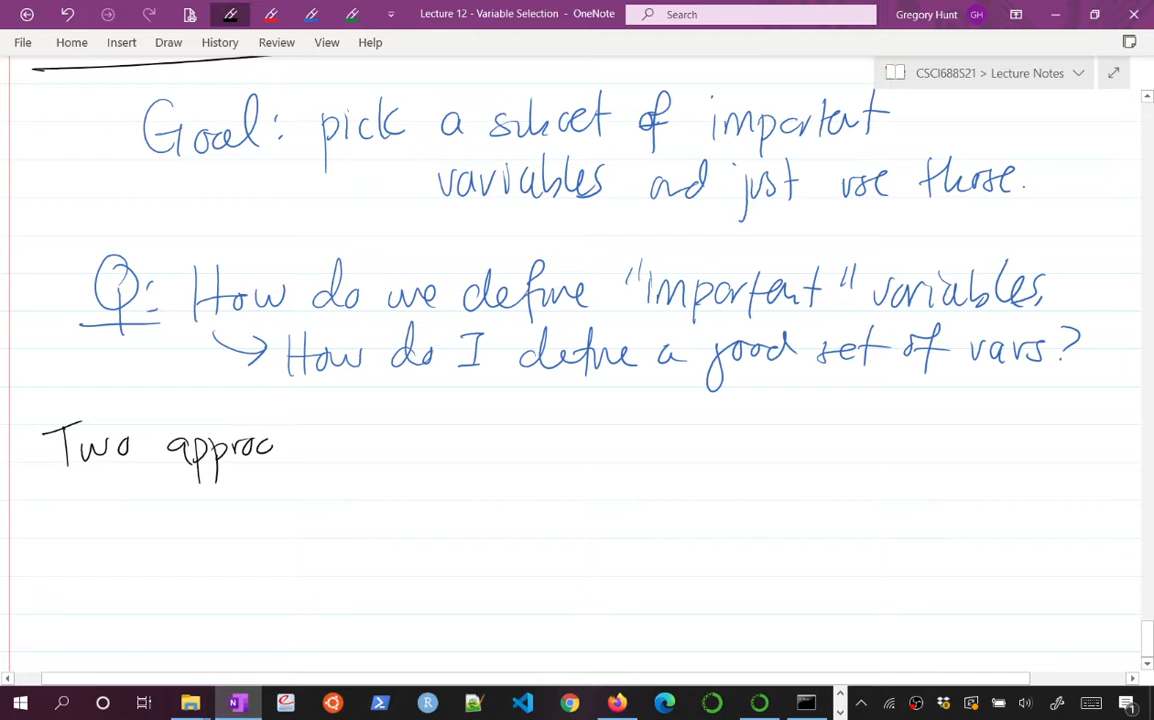 Lecture 12 - Variable Selection - OneNote
Search
Gregory Hunt
GH
File Home Insert Draw History Review View Help
CSCI688S21 > Lecture Notes
Goal: pick a subset of important
variables and just use those.
Q: How do we define "important" variables,
How do I define a good set of vars?
Two approc